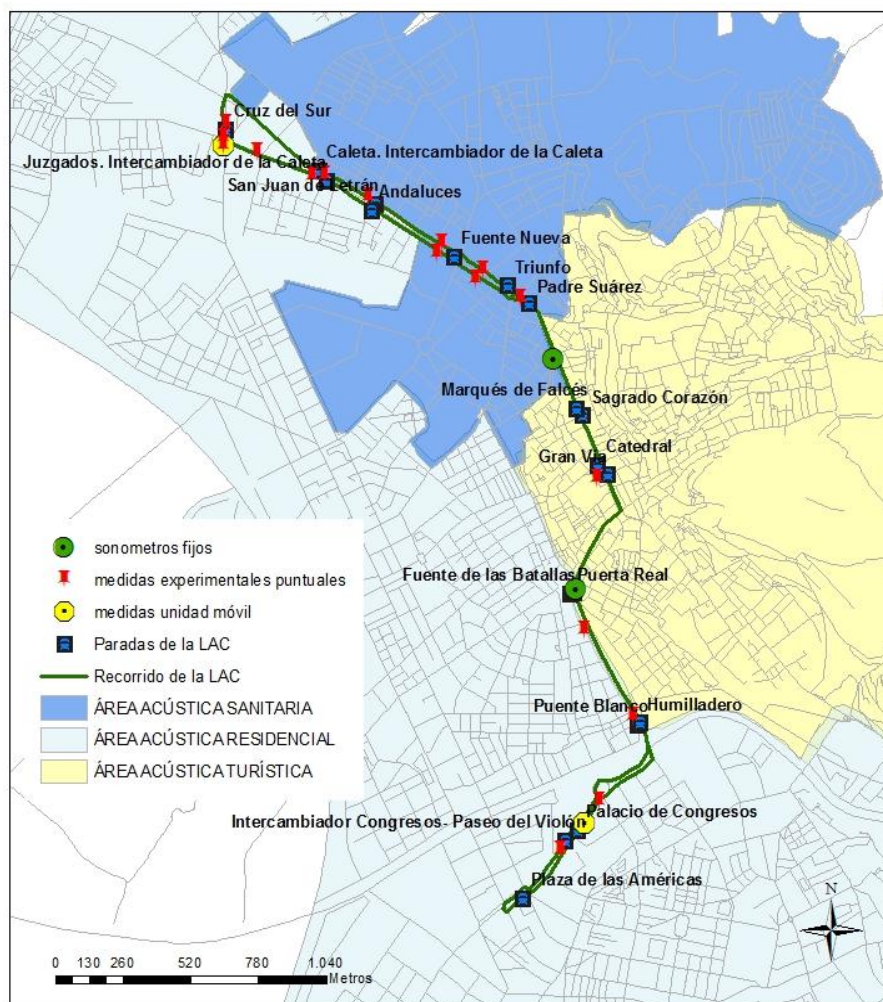 Cruz del Sur
Juzgados. Intercambiador de la Caleta
Caleta. Intercambiador de la Caleta
San Juan de Letrán
Andaluces
Fuente Nueva
Triunfo
Padre Suárez
Marqués de Falcés
Sagrado Corazón
Catedral
Gran Vía
Fuente de las Batallas
Puerta Real
Puente Blanco
Humilladero
Palacio de Congresos
Intercambiador Congresos- Paseo del Violón
Plaza de las Américas
sonometros fijos
medidas experimentales puntuales
medidas unidad móvil
Paradas de la LAC
Recorrido de la LAC
ÁREA ACÚSTICA SANITARIA
ÁREA ACÚSTICA RESIDENCIAL
ÁREA ACÚSTICA TURÍSTICA
N
0 130 260 520 780 1.040
Metros